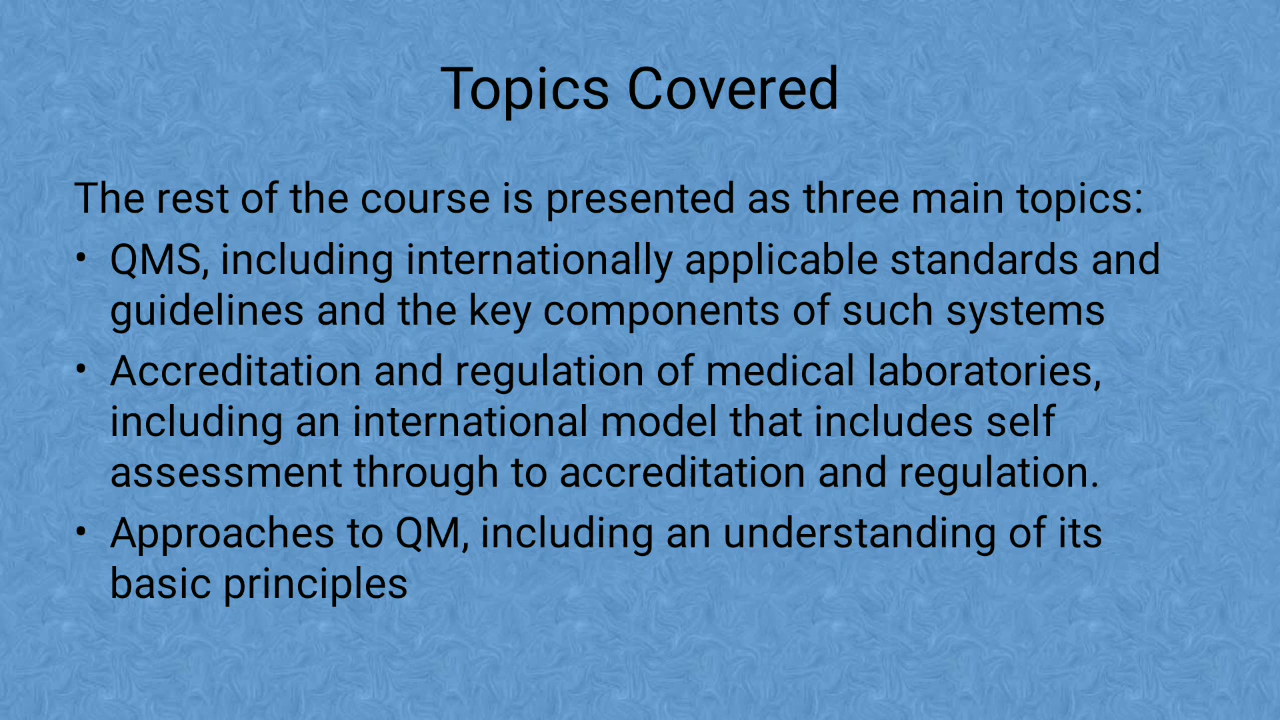 Topics Covered
The rest of the course is presented as three main topics:
• QMS, including internationally applicable standards and
guidelines and the key components of such systems
• Accreditation and regulation of medical laboratories,
including an international model that includes self
assessment through to accreditation and regulation.
• Approaches to QM, including an understanding of its
basic principles